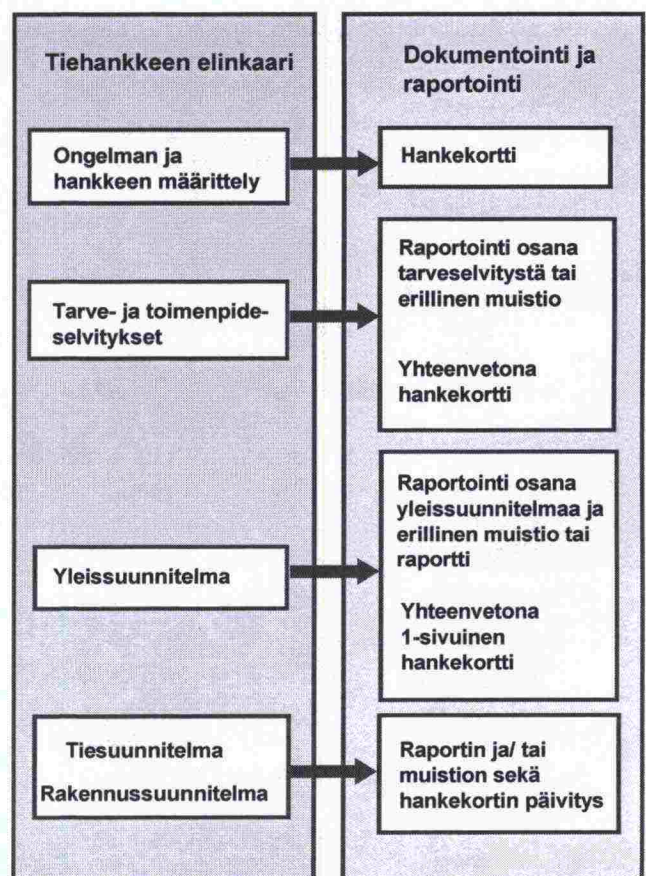 Tiehankkeen elinkaari
Ongelman ja
hankkeen määrittely
Tarve- ja toimenpide-
selvitykset
Yleissuunnitelma
Tiesuunnitelma
Rakennussuunnitelma
Dokumentointi ja
raportointi
Hankekortti
Raportointi osana
tarveselvitystä tai
erillinen muistio
Yhteenvetona
hankekortti
Raportointi osana
yleissuunnitelmaa ja
erillinen muistio tai
raportti
Yhteenvetona
1-sivuinen
hankekortti
Raportin ja/ tai
muistion sekä
hankekortin päivitys